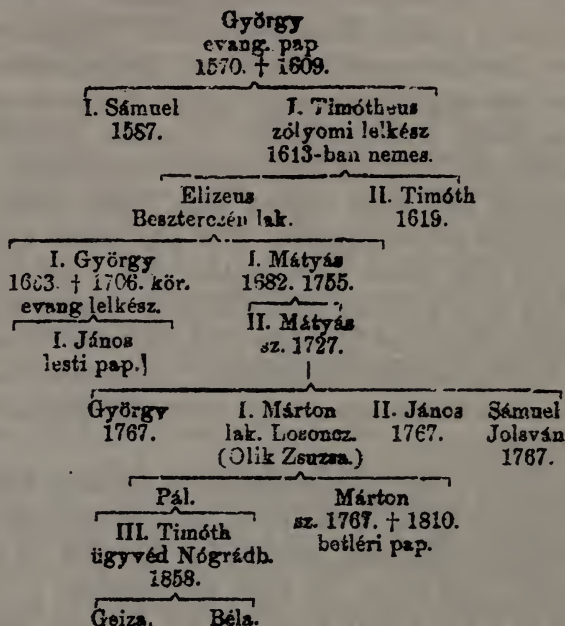 György
evang. pap
1570. † 1609.
I. Sámuel I. Timótheus
1587. zólyomi lelkész
1613-ban nemes.
Elizeus II. Timóth
Beszterczén lak. 1619.
I. György I. Mátyás
1663. † 1706. kör. 1682. 1755.
evang lelkész. II. Mátyás
I. János sz. 1727.
lesti pap.]
György I. Márton II. János Sámuel
1767. lak. Losoncz. 1767. Jolsván
(Olik Zsuzsa.) 1767.
Pál. Márton
III. Timóth sz. 1767. † 1810.
ügyvéd Nógrádb. betléri pap.
1858.
Geiza. Béla.